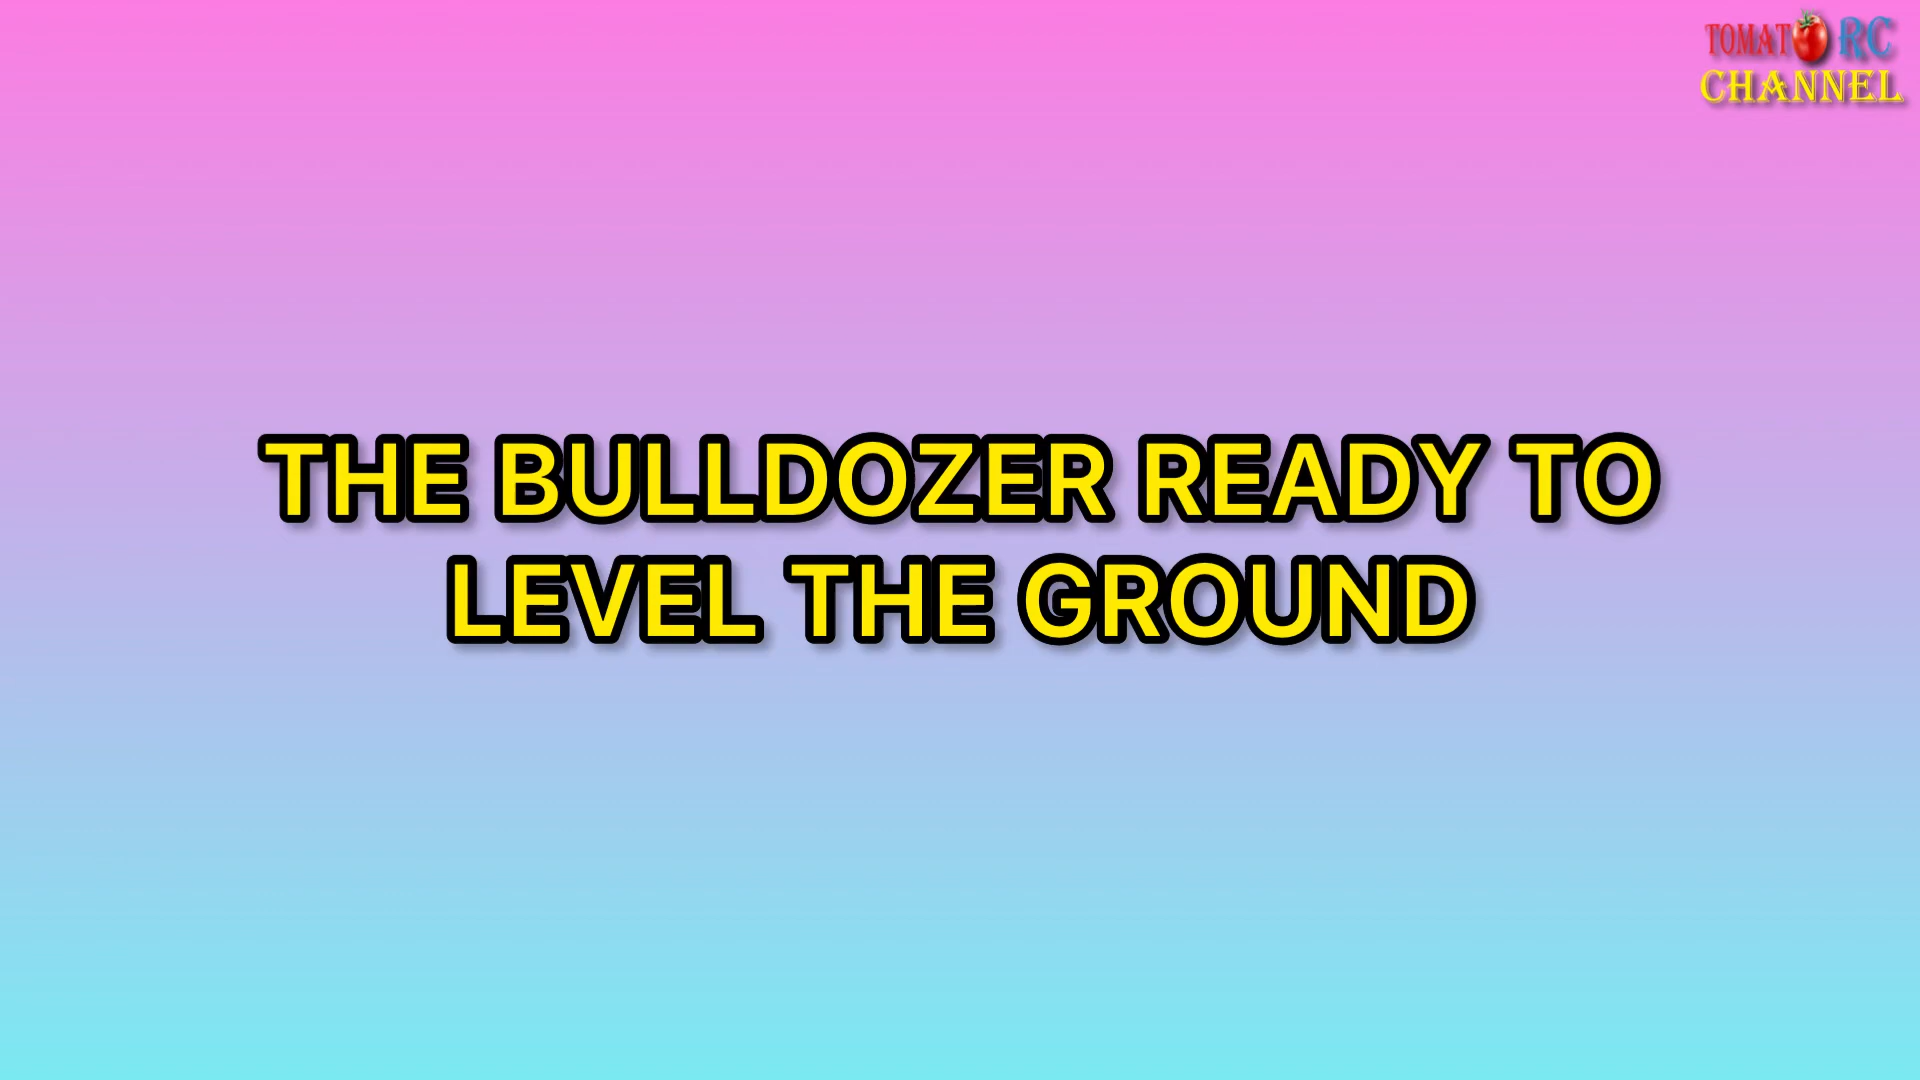 TOMATO RC
CHANNEL
THE BULLDOZER READY TO
LEVEL THE GROUND